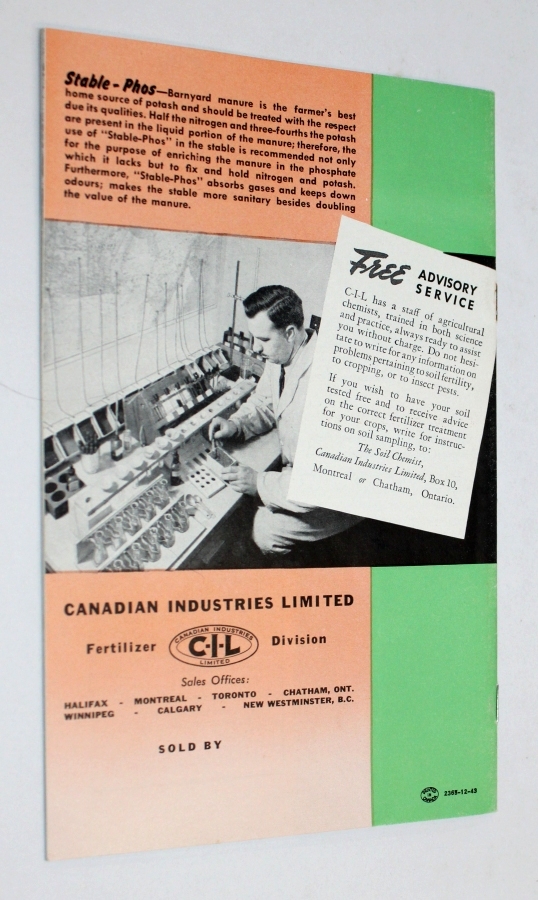 Stable-Phos—Barnyard manure is the farmer's best
home source of potash and should be treated with the respect
due its qualities. Half the nitrogen and three-fourths the potash
are present in the liquid portion of the manure; therefore, the
use of "Stable-Phos" in the stable is recommended not only
for the purpose of enriching the manure in the phosphate
which it lacks but to fix and hold nitrogen and potash.
Furthermore, "Stable-Phos" absorbs gases and keeps down
odours; makes the stable more sanitary besides doubling
the value of the manure.
FREE ADVISORY
SERVICE
C-I-L has a staff of agricultural
chemists, trained in both science
and practice, always ready to assist
you without charge. Do not hesi-
tate to write for any information on
problems pertaining to soil fertility,
to cropping, or to insect pests.
If you wish to have your soil
tested free and to receive advice
on the correct fertilizer treatment
for your crops, write for instruc-
tions on soil sampling, to:
The Soil Chemist,
Canadian Industries Limited, Box 10,
Montreal or Chatham, Ontario.
CANADIAN INDUSTRIES LIMITED
Fertilizer CANADIAN INDUSTRIES C-I-L LIMITED Division
Sales Offices:
HALIFAX - MONTREAL - TORONTO - CHATHAM, ONT.
WINNIPEG - CALGARY - NEW WESTMINSTER, B.C.
SOLD BY
2365-12-45